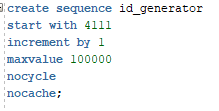 create sequence id_generator
start with 4111
increment by 1
maxvalue 100000
nocycle
nocache;